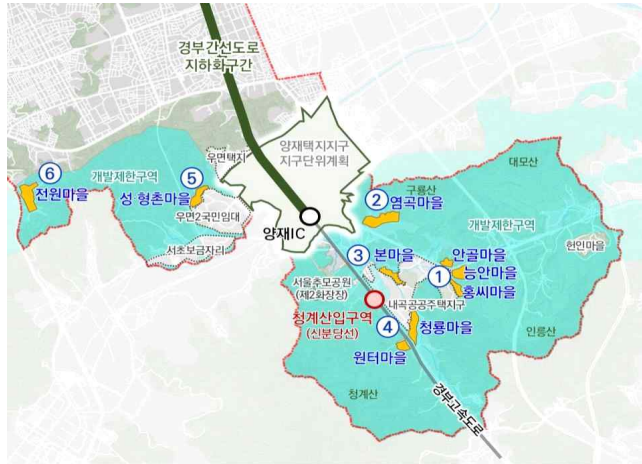 경부간선도로
지하화구간
양재택지지구
지구단위계획
우면택지
대모산
⑥
전원마을
개발제한구역
⑤
성·형촌마을
우면2국민임대
서초보금자리
양재IC
구룡산
②
염곡마을
개발제한구역
헌인마을
③
본마을
①
안골마을
능안마을
홍씨마을
서울추모공원
(제2화장장)
내곡공공주택지구
청계산입구역
(신분당선)
④
청룡마을
원터마을
인릉산
청계산
경부고속도로